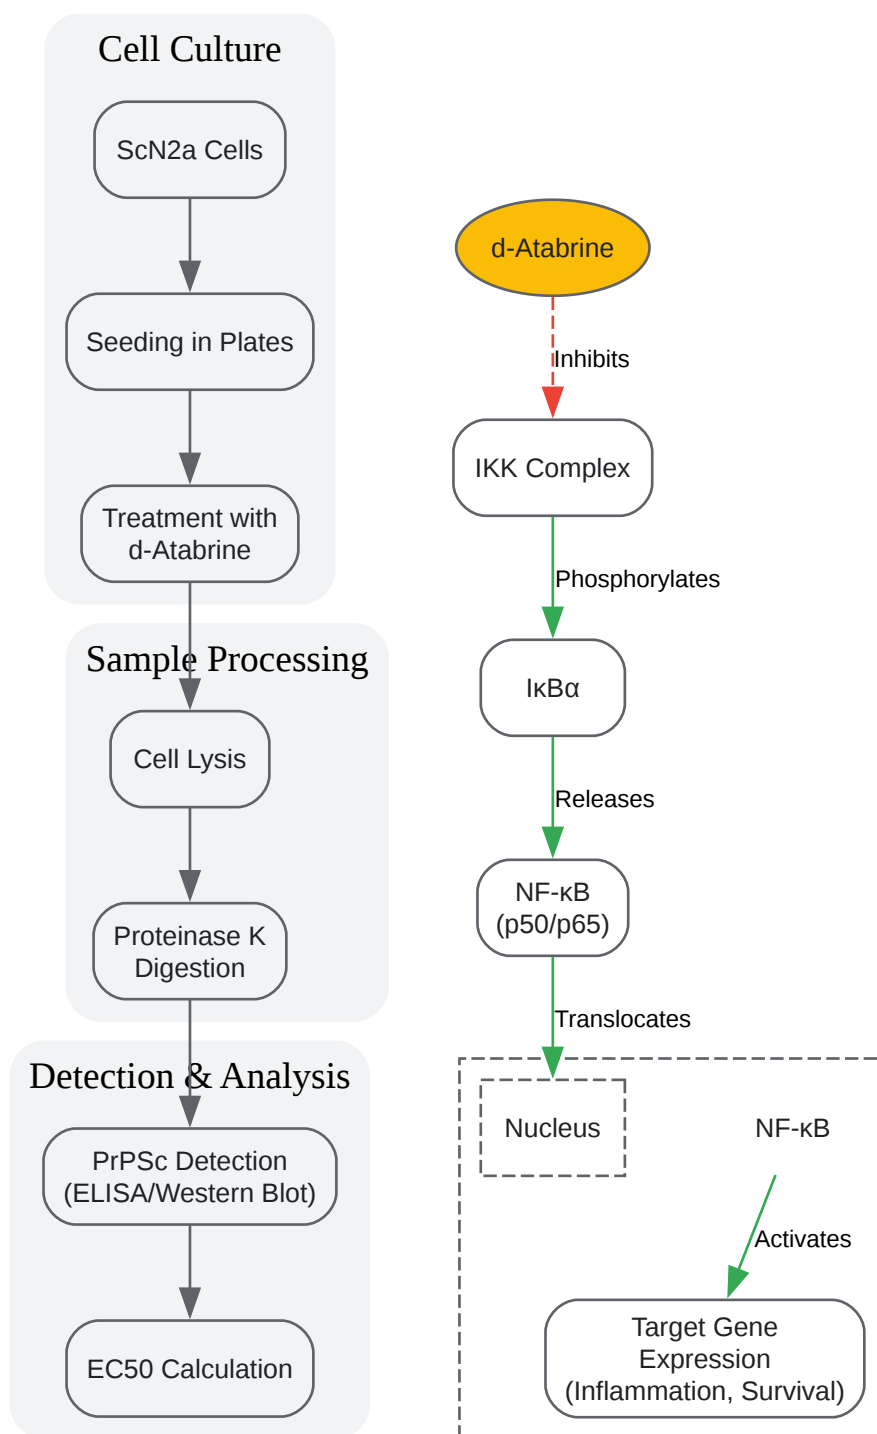 Cell Culture
ScN2a Cells
Seeding in Plates
Treatment with
d-Atabrine
Sample Processing
Cell Lysis
Proteinase K
Digestion
Detection & Analysis
PrPSc Detection
(ELISA/Western Blot)
EC50 Calculation
d-Atabrine
Inhibits
IKK Complex
Phosphorylates
IκBα
Releases
NF-κB
(p50/p65)
Translocates
Nucleus
NF-κB
Activates
Target Gene
Expression
(Inflammation, Survival)